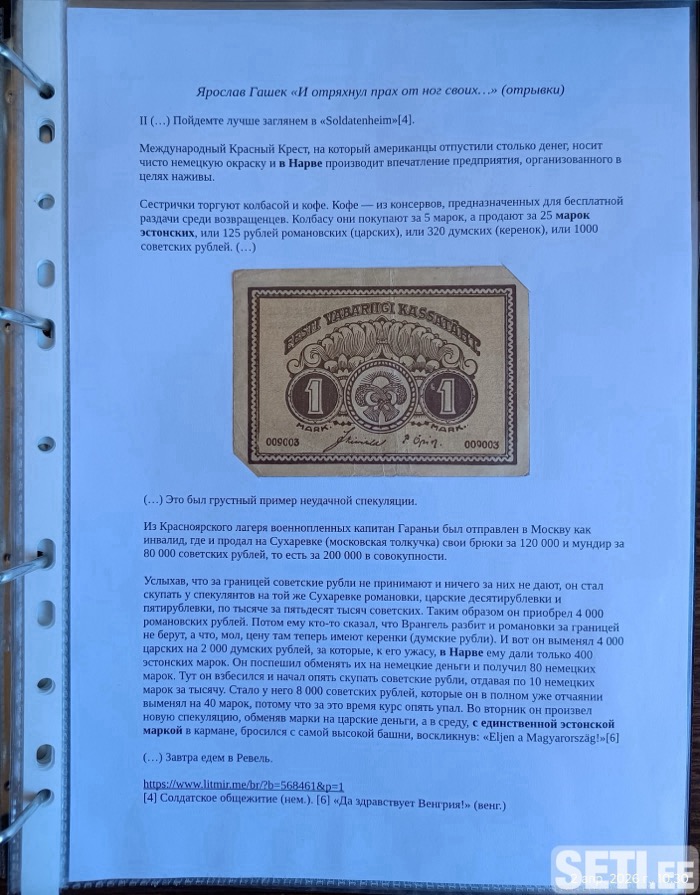 Ярослав Гашек «И отряхнул прах от ног своих…» (отрывки)
II (…) Пойдемте лучше заглянем в «Soldatenheim»[4].
Международный Красный Крест, на который американцы отпустили столько денег, носит
чисто немецкую окраску и в Нарве производит впечатление предприятия, организованного в
целях наживы.
Сестрички торгуют колбасой и кофе. Кофе — из консервов, предназначенных для бесплатной
раздачи среди возвращенцев. Колбасу они покупают за 5 марок, а продают за 25 марок
эстонских, или 125 рублей романовских (царских), или 320 думских (керенок), или 1000
советских рублей. (…)
EESTI VABARIIGI KASSATÄHT
1 1
MARK. MARK.
009003 009003
(…) Это был грустный пример неудачной спекуляции.
Из Красноярского лагеря военнопленных капитан Гараньи был отправлен в Москву как
инвалид, где и продал на Сухаревке (московская толкучка) свои брюки за 120 000 и мундир за
80 000 советских рублей, то есть за 200 000 в совокупности.
Услыхав, что за границей советские рубли не принимают и ничего за них не дают, он стал
скупать у спекулянтов на той же Сухаревке романовки, царские десятирублевки и
пятирублевки, по тысяче за пятьдесят тысяч советских. Таким образом он приобрел 4 000
романовских рублей. Потом ему кто-то сказал, что Врангель разбит и романовки за границей
не берут, а что, мол, цену там теперь имеют керенки (думские рубли). И вот он выменял 4 000
царских на 2 000 думских рублей, за которые, к его ужасу, в Нарве ему дали только 400
эстонских марок. Он поспешил обменять их на немецкие деньги и получил 80 немецких
марок. Тут он взбесился и начал опять скупать советские рубли, отдавая по 10 немецких
марок за тысячу. Стало у него 8 000 советских рублей, которые он в полном уже отчаянии
выменял на 40 марок, потому что за это время курс опять упал. Во вторник он произвел
новую спекуляцию, обменяв марки на царские деньги, а в среду, с единственной эстонской
маркой в кармане, бросился с самой высокой башни, воскликнув: «Eljen a Magyarország!»[6]
(…) Завтра едем в Ревель.
https://www.litmir.me/br/?b=568461&p=1
[4] Солдатское общежитие (нем.). [6] «Да здравствует Венгрия!» (венг.)
SETI.EE
2026 г.